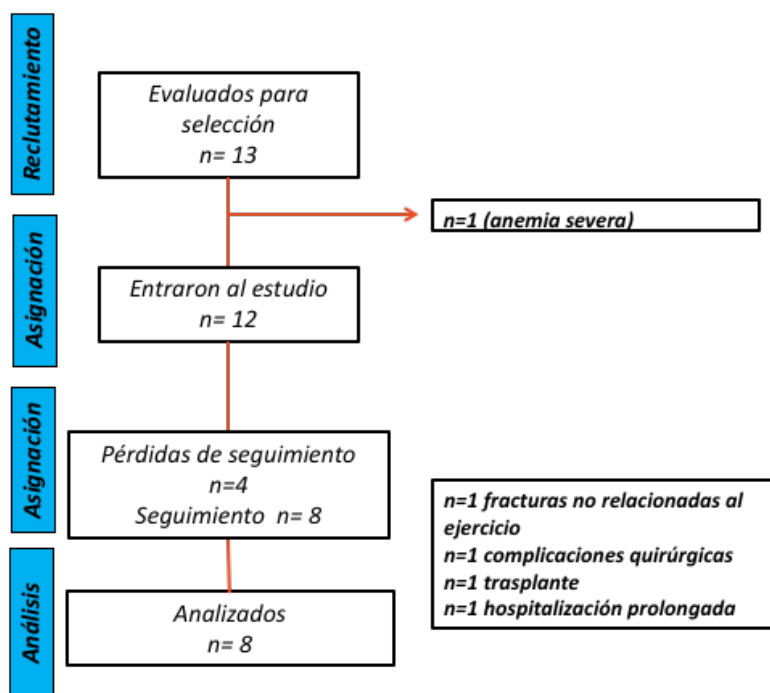 Reclutamiento
Evaluados para
selección
n= 13
n=1 (anemia severa)
Asignación
Entraron al estudio
n= 12
Asignación
Pérdidas de seguimiento
n=4
Seguimiento n= 8
n=1 fracturas no relacionadas al
ejercicio
n=1 complicaciones quirúrgicas
n=1 trasplante
n=1 hospitalización prolongada
Análisis
Analizados
n= 8